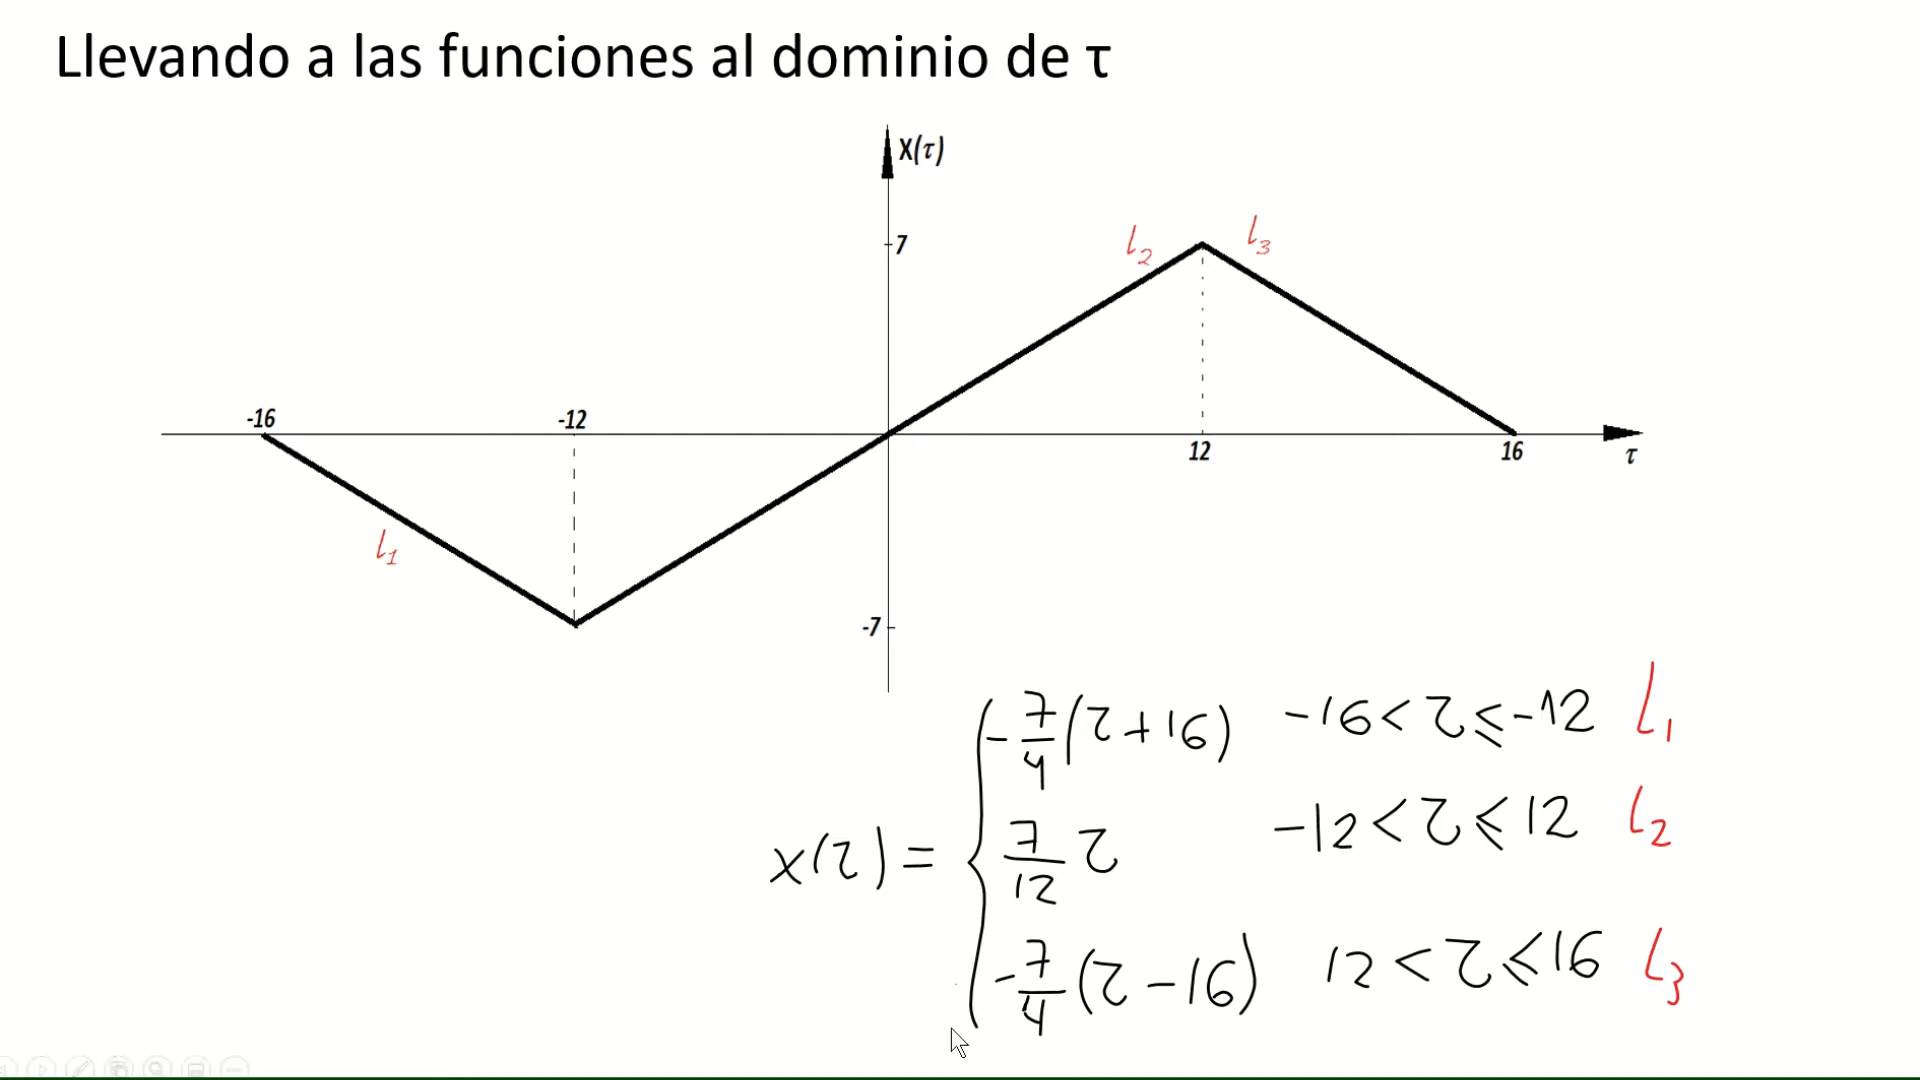 Llevando a las funciones al dominio de τ
X(τ)
7
l₂
l₃
-16
-12
12
16
τ
l₁
-7
x(τ) = { -7/4 (τ+16) -16 < τ ≤ -12 l₁
7/12 τ -12 < τ ≤ 12 l₂
-7/4 (τ - 16) 12 < τ ≤ 16 l₃